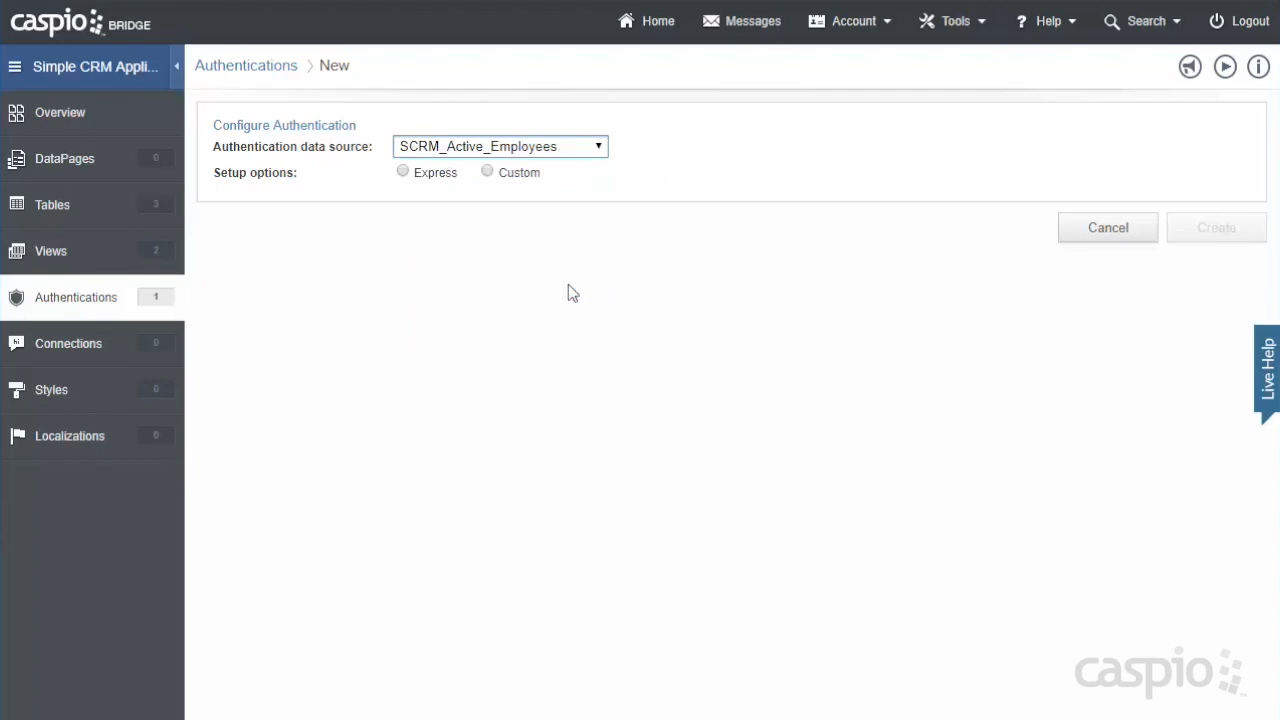 caspio BRIDGE
Home
Messages
Account
Tools
? Help
Search
Logout
Simple CRM Appli...
Authentications
New
Overview
DataPages 0
Tables 3
Views 2
Authentications 1
Connections 0
Styles 0
Localizations 0
Configure Authentication
Authentication data source: SCRM_Active_Employees
Setup options: Express Custom
Cancel
Create
Live Help
caspio